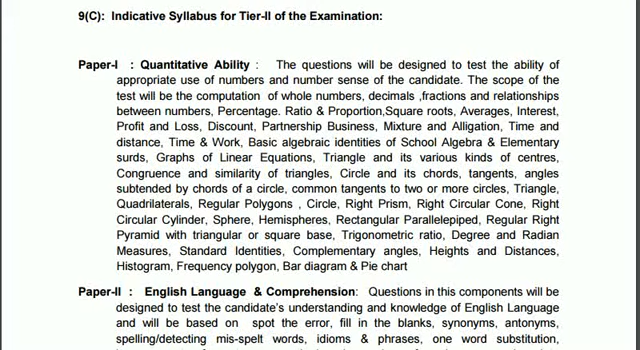 9(C): Indicative Syllabus for Tier-II of the Examination:
Paper-I : Quantitative Ability : The questions will be designed to test the ability of
appropriate use of numbers and number sense of the candidate. The scope of the
test will be the computation of whole numbers, decimals ,fractions and relationships
between numbers, Percentage. Ratio & Proportion,Square roots, Averages, Interest,
Profit and Loss, Discount, Partnership Business, Mixture and Alligation, Time and
distance, Time & Work, Basic algebraic identities of School Algebra & Elementary
surds, Graphs of Linear Equations, Triangle and its various kinds of centres,
Congruence and similarity of triangles, Circle and its chords, tangents, angles
subtended by chords of a circle, common tangents to two or more circles, Triangle,
Quadrilaterals, Regular Polygons , Circle, Right Prism, Right Circular Cone, Right
Circular Cylinder, Sphere, Hemispheres, Rectangular Parallelepiped, Regular Right
Pyramid with triangular or square base, Trigonometric ratio, Degree and Radian
Measures, Standard Identities, Complementary angles, Heights and Distances,
Histogram, Frequency polygon, Bar diagram & Pie chart
Paper-II : English Language & Comprehension: Questions in this components will be
designed to test the candidate's understanding and knowledge of English Language
and will be based on spot the error, fill in the blanks, synonyms, antonyms,
spelling/detecting mis-spelt words, idioms & phrases, one word substitution,